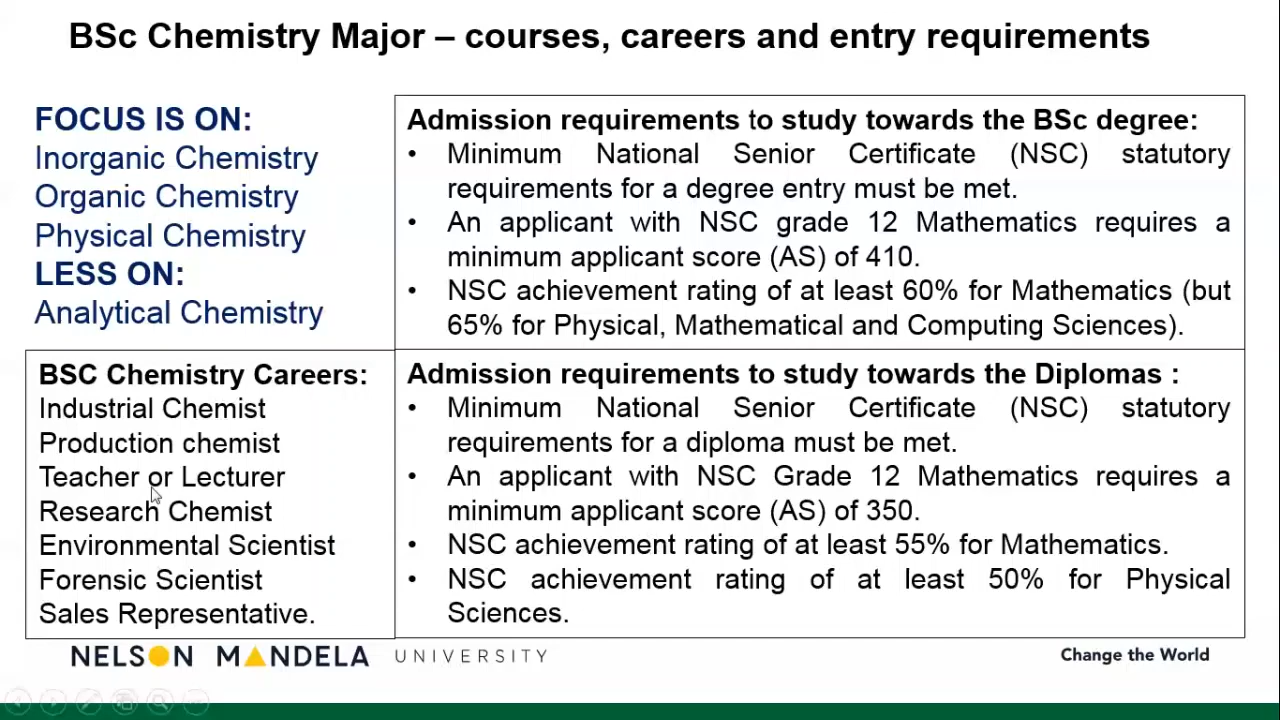 BSc Chemistry Major – courses, careers and entry requirements
FOCUS IS ON:
Inorganic Chemistry
Organic Chemistry
Physical Chemistry
LESS ON:
Analytical Chemistry
Admission requirements to study towards the BSc degree:
• Minimum National Senior Certificate (NSC) statutory
requirements for a degree entry must be met.
• An applicant with NSC grade 12 Mathematics requires a
minimum applicant score (AS) of 410.
• NSC achievement rating of at least 60% for Mathematics (but
65% for Physical, Mathematical and Computing Sciences).
BSC Chemistry Careers:
Industrial Chemist
Production chemist
Teacher or Lecturer
Research Chemist
Environmental Scientist
Forensic Scientist
Sales Representative.
Admission requirements to study towards the Diplomas :
• Minimum National Senior Certificate (NSC) statutory
requirements for a diploma must be met.
• An applicant with NSC Grade 12 Mathematics requires a
minimum applicant score (AS) of 350.
• NSC achievement rating of at least 55% for Mathematics.
• NSC achievement rating of at least 50% for Physical
Sciences.
NELSON MANDELA UNIVERSITY
Change the World